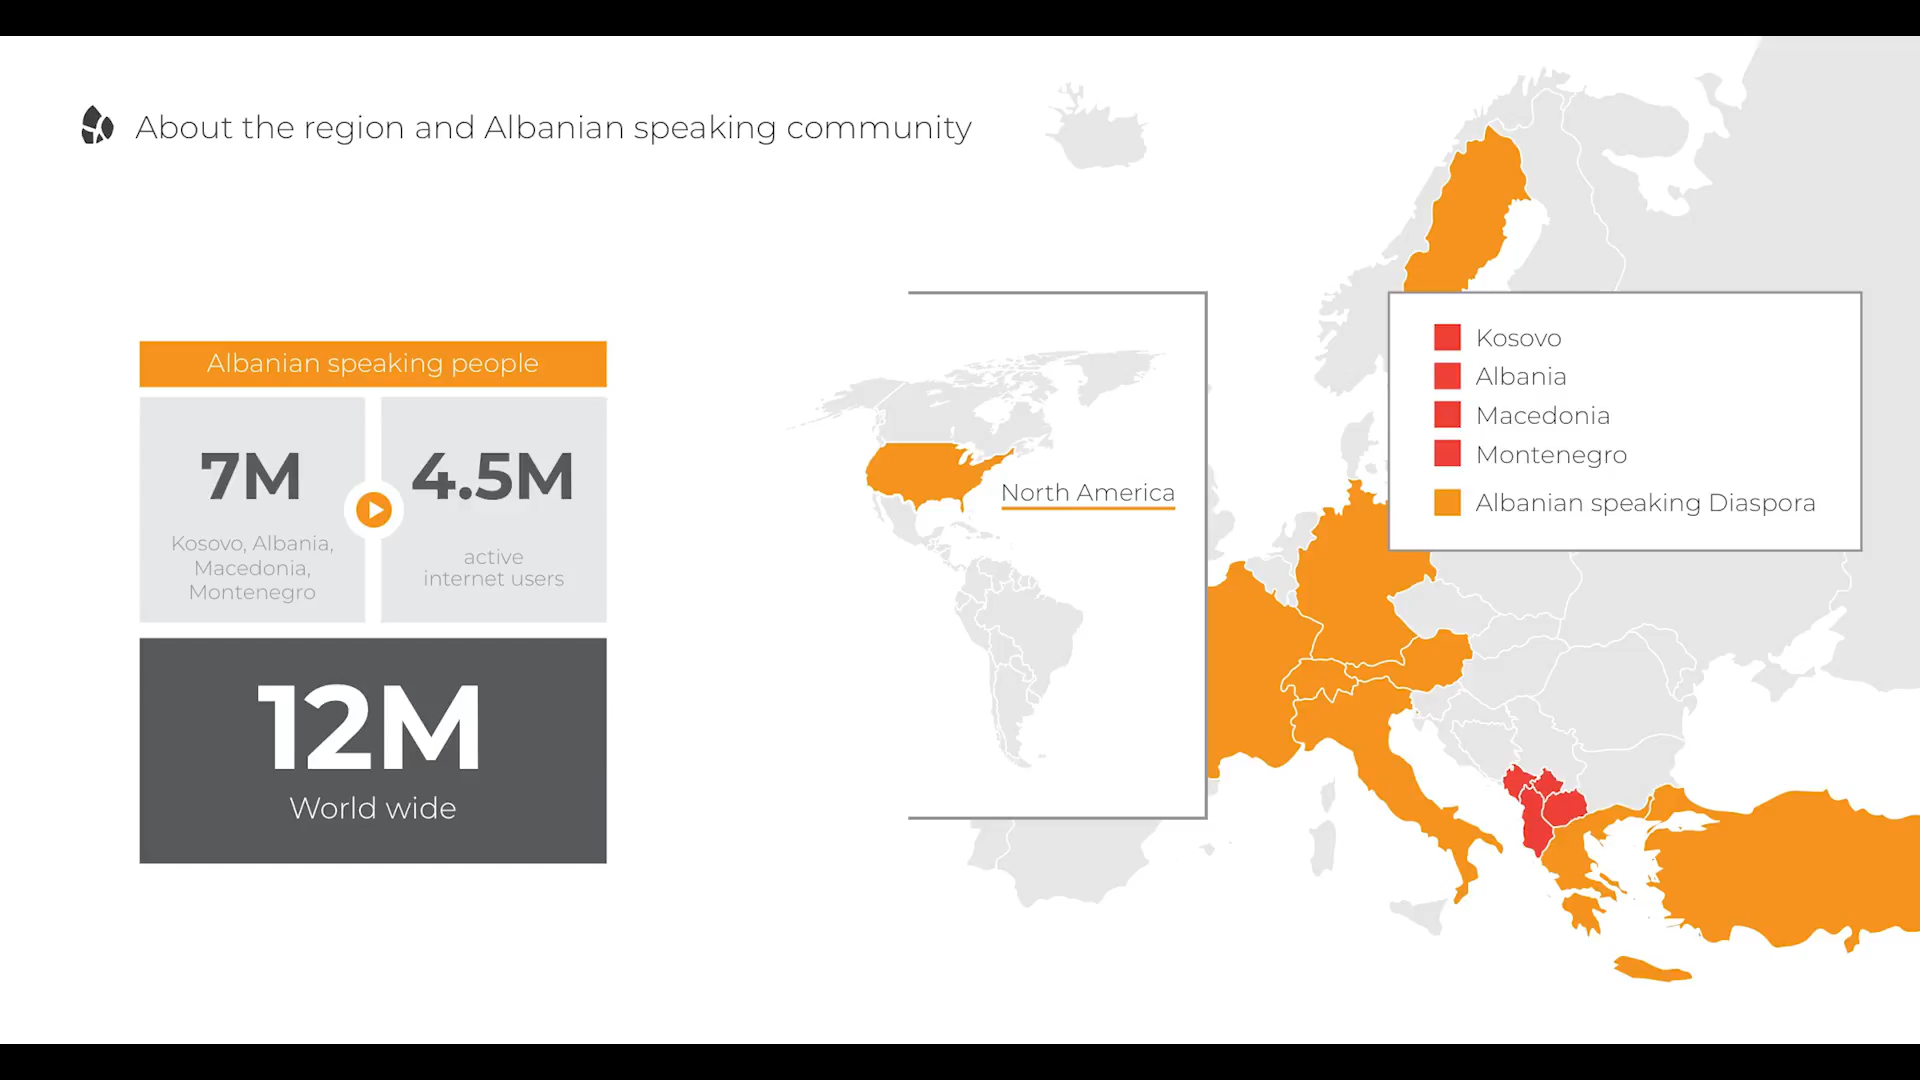 About the region and Albanian speaking community
Albanian speaking people
7M
Kosovo, Albania,
Macedonia,
Montenegro
4.5M
active
internet users
12M
World wide
North America
Kosovo
Albania
Macedonia
Montenegro
Albanian speaking Diaspora